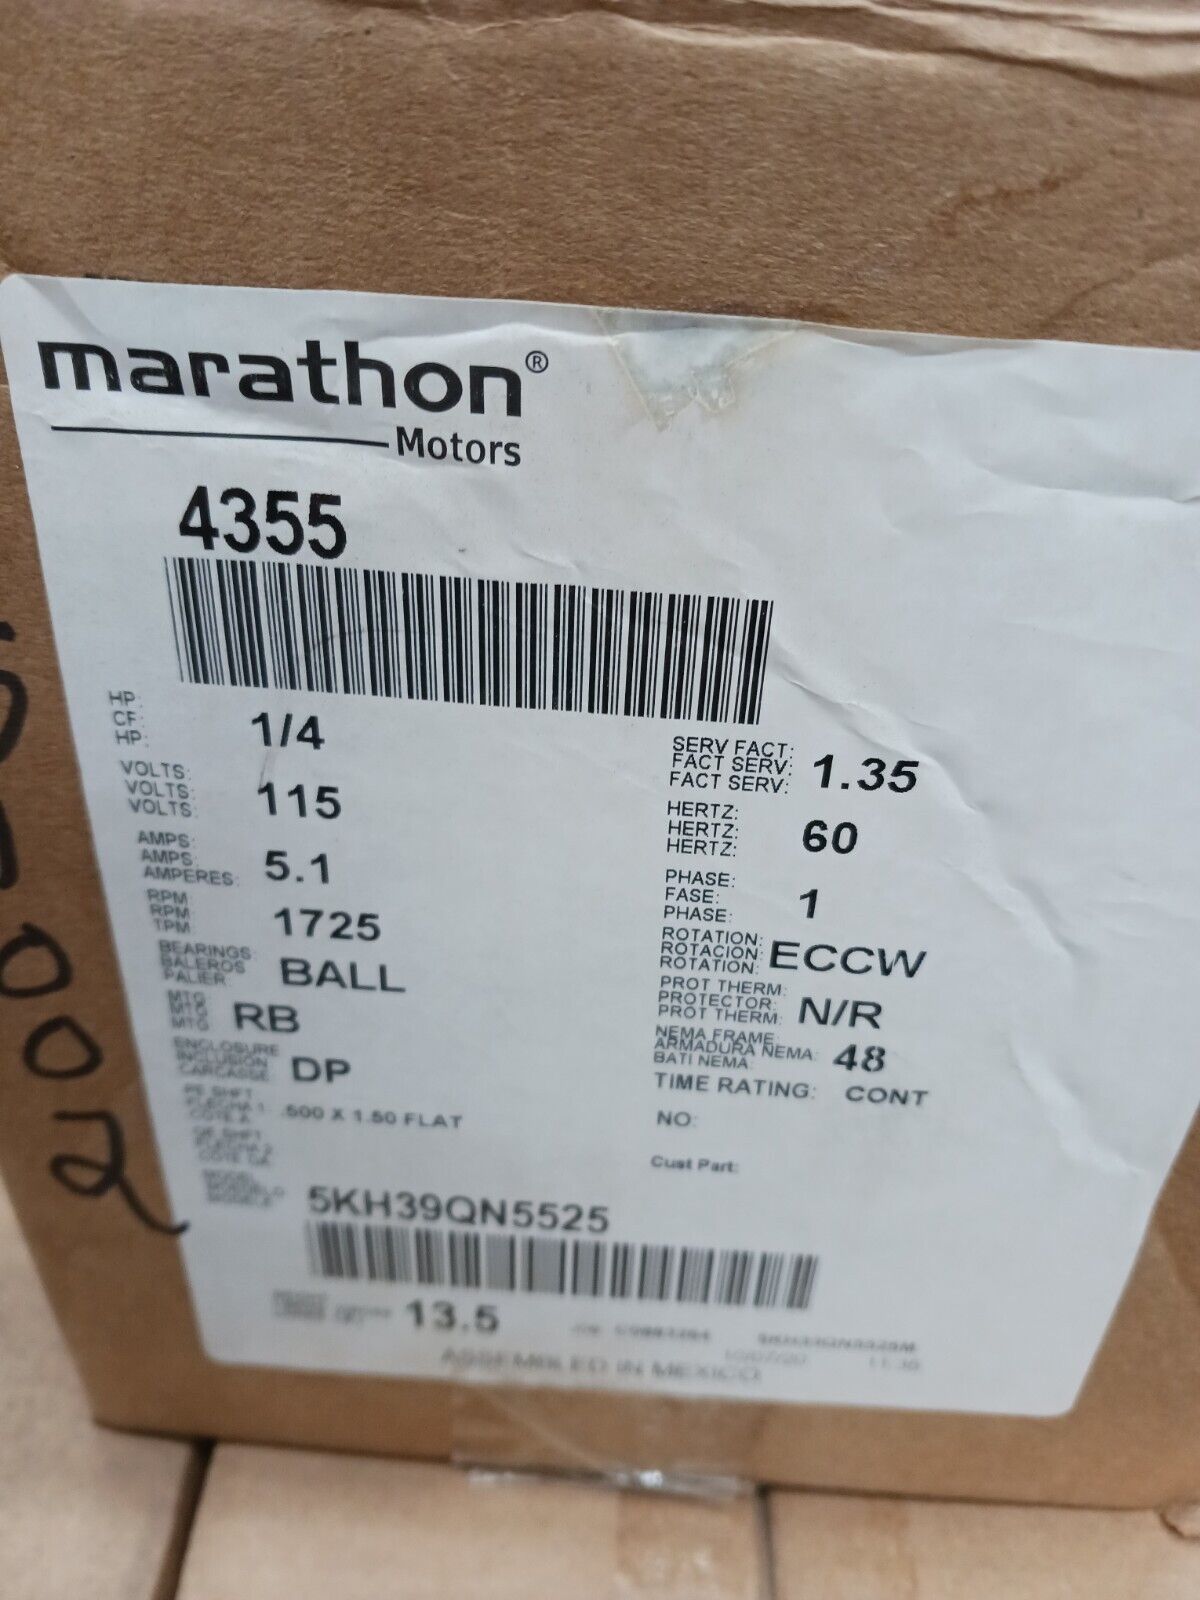 marathon®
Motors
4355
HP:
CF:
HP:
1/4
VOLTS:
VOLTS:
VOLTS:
115
AMPS:
AMPS:
AMPERES:
5.1
RPM
RPM
TPM
1725
BEARINGS:
BALEROS
PALIER:
BALL
MTG
MTG
MTG
RB
ENCLOSURE
INCLUSION
CARCASSE
DP
.500 X 1.50 FLAT
SERV FACT:
FACT SERV:
FACT SERV:
1.35
HERTZ:
HERTZ:
HERTZ:
60
PHASE:
FASE:
PHASE:
1
ROTATION:
ROTACION:
ROTATION:
ECCW
PROT THERM:
PROTECTOR:
PROT THERM:
N/R
NEMA FRAME
ARMADURA NEMA:
BATI NEMA:
48
TIME RATING: CONT
NO:
Cust Part:
5KH39QN5525
13.5
ASSEMBLED IN MEXICO